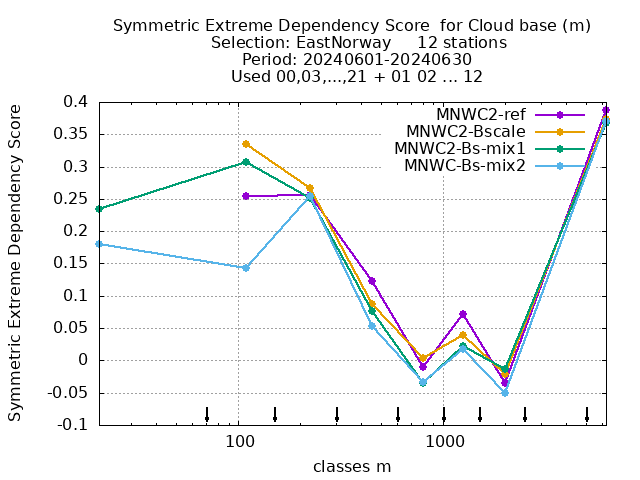 Symmetric Extreme Dependency Score  for Cloud base (m)
Selection: EastNorway     12 stations
Period: 20240601-20240630
Used 00,03,...,21 + 01 02 ... 12
Symmetric Extreme Dependency Score
0.4
0.35
0.3
0.25
0.2
0.15
0.1
0.05
0
-0.05
-0.1
MNWC2-ref
MNWC2-Bscale
MNWC2-Bs-mix1
MNWC-Bs-mix2
100
1000
classes m